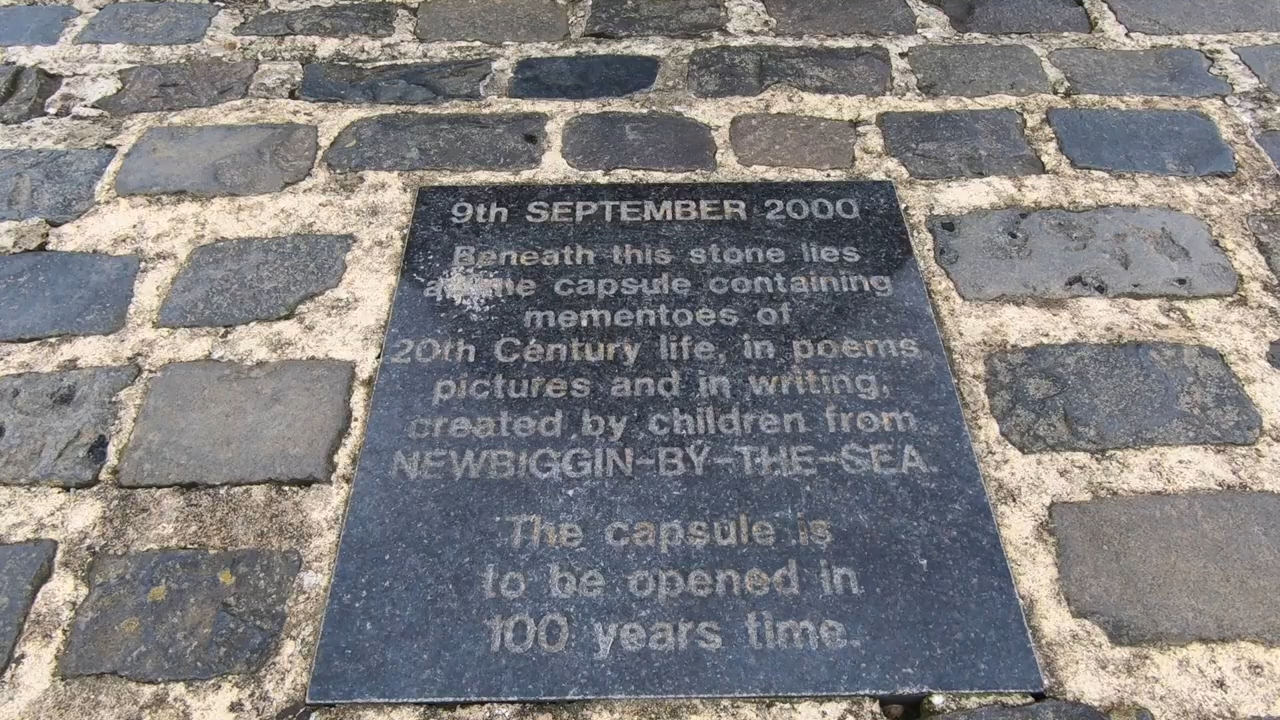 9th SEPTEMBER 2000
Beneath this stone lies
a time capsule containing
mementoes of
20th Century life, in poems
pictures and in writing,
created by children from
NEWBIGGIN-BY-THE-SEA.
The capsule is
to be opened in
100 years time.